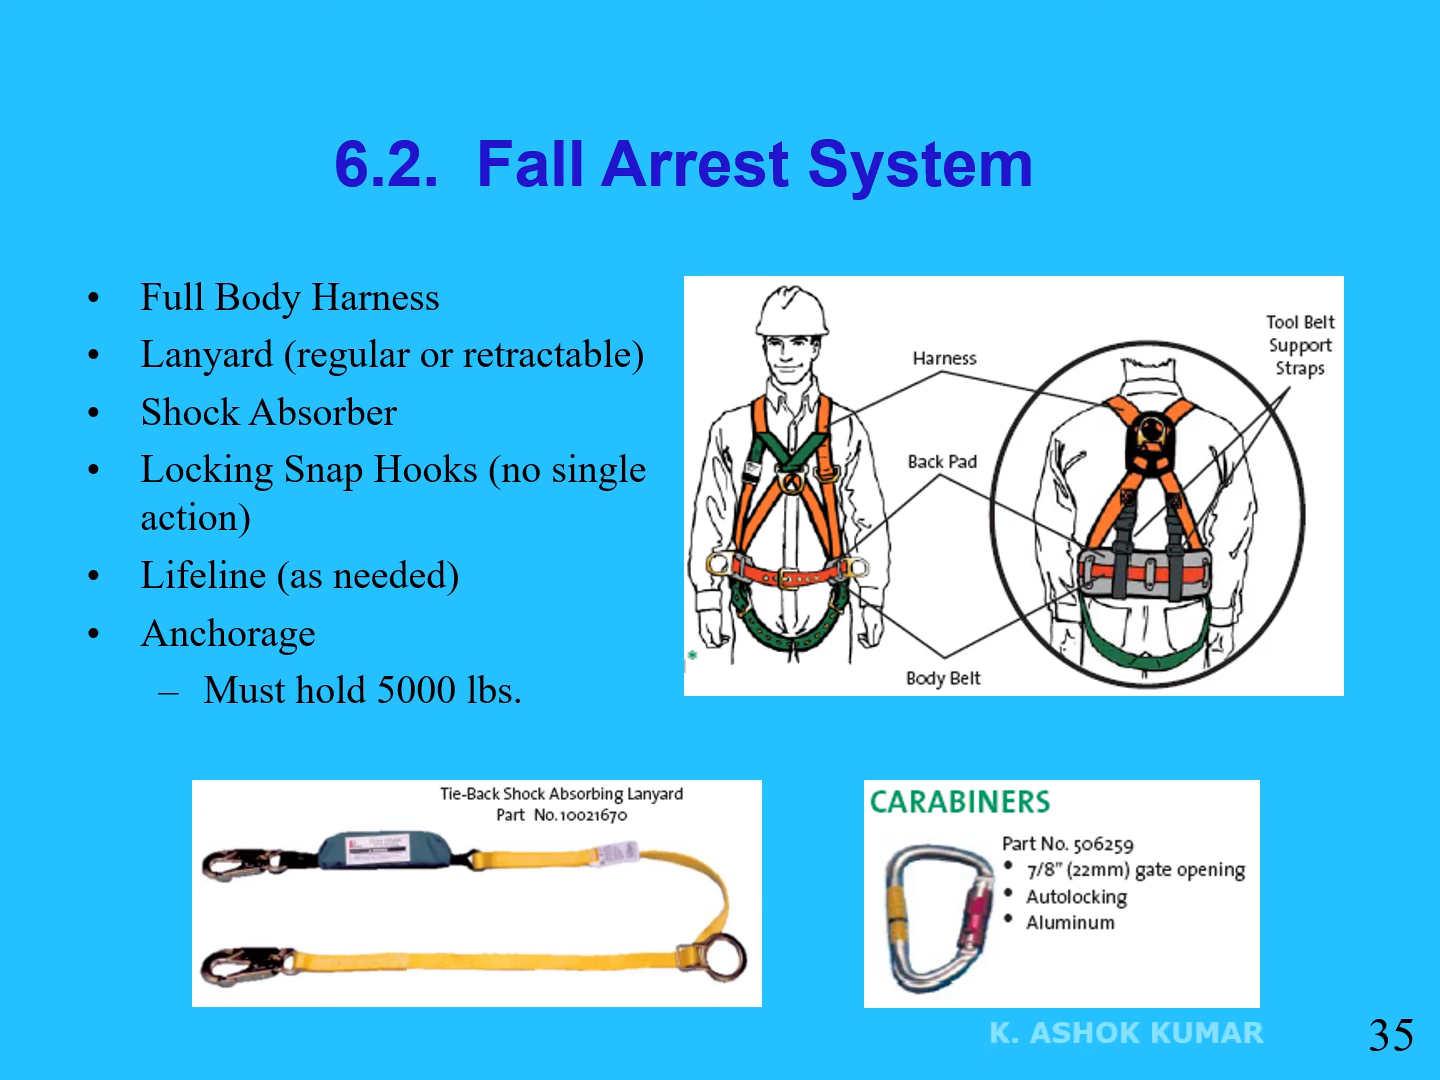 6.2. Fall Arrest System
• Full Body Harness
• Lanyard (regular or retractable)
• Shock Absorber
• Locking Snap Hooks (no single
action)
• Lifeline (as needed)
• Anchorage
– Must hold 5000 lbs.
Tool Belt
Support
Straps
Harness
Back Pad
Body Belt
*
Tie-Back Shock Absorbing Lanyard
Part No. 10021670
CARABINERS
Part No. 506259
• 7/8" (22mm) gate opening
• Autolocking
• Aluminum
K. ASHOK KUMAR
35